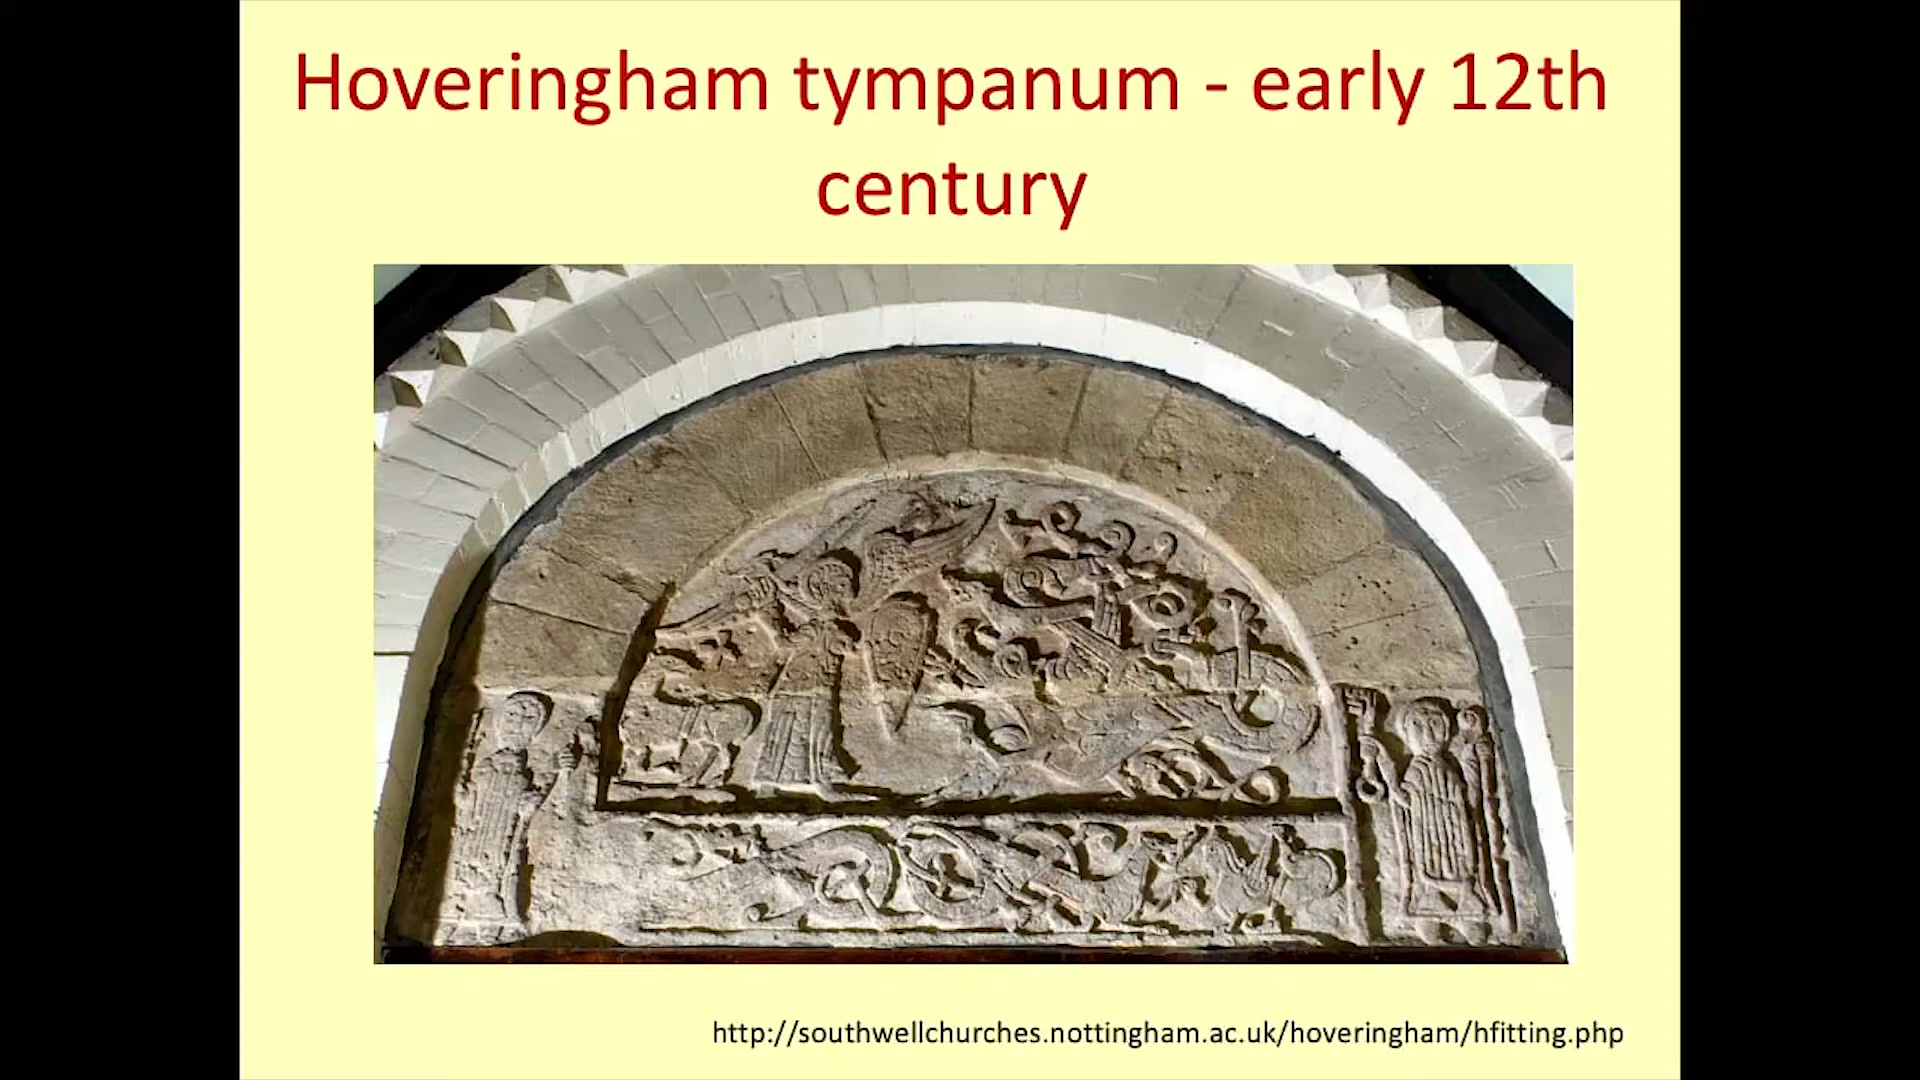 Hoveringham tympanum - early 12th
century
http://southwellchurches.nottingham.ac.uk/hoveringham/hfitting.php